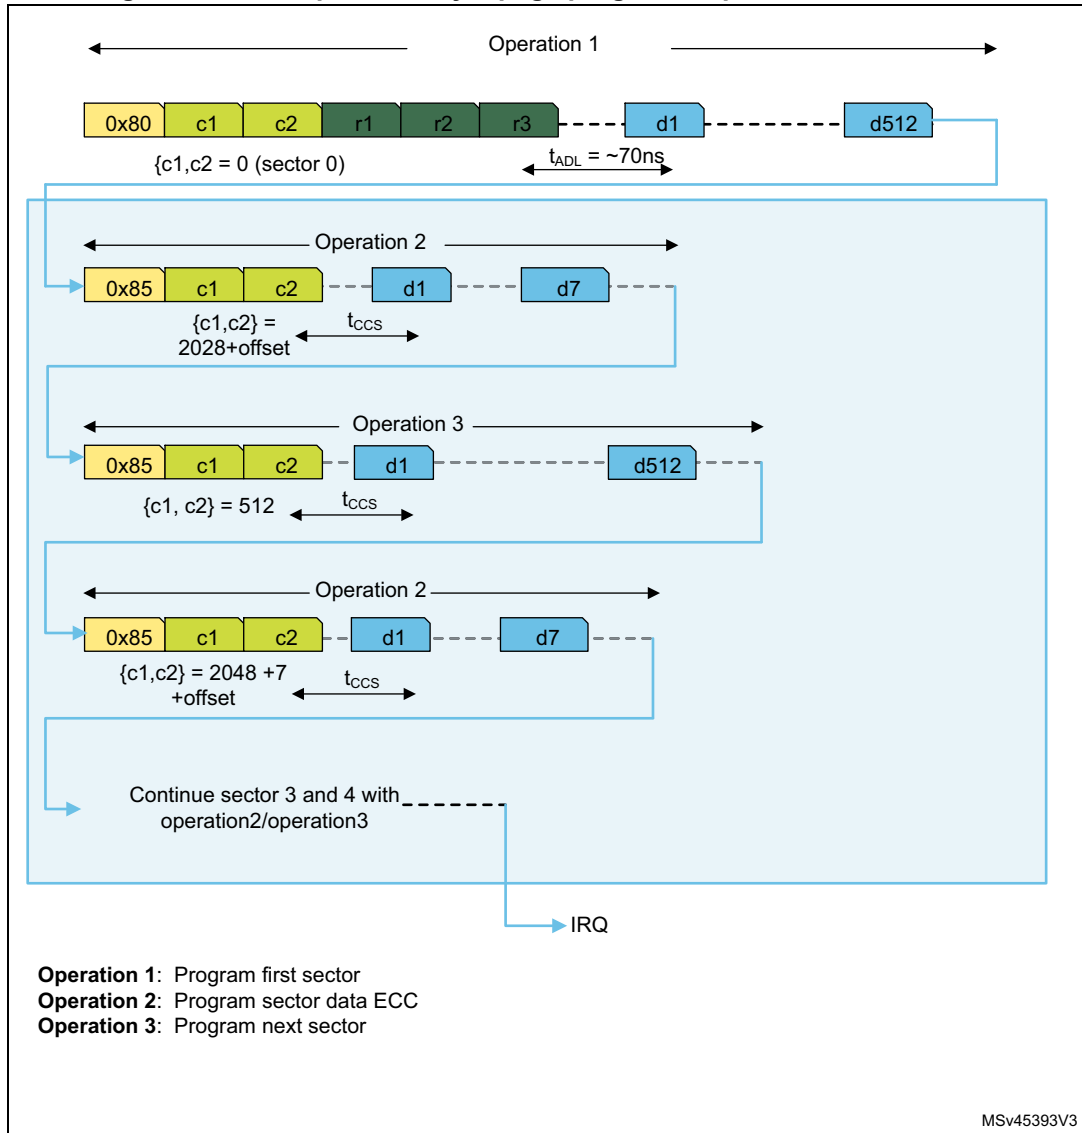 Operation 1
0x80 c1 c2 r1 r2 r3 d1 d512
{c1,c2 = 0 (sector 0)
tADL = ~70ns
Operation 2
0x85 c1 c2 d1 d7
{c1,c2} =
2028+offset
tCCS
Operation 3
0x85 c1 c2 d1 d512
{c1, c2} = 512
tCCS
Operation 2
0x85 c1 c2 d1 d7
{c1,c2} = 2048 +7
+offset
tCCS
Continue sector 3 and 4 with
operation2/operation3
IRQ
Operation 1: Program first sector
Operation 2: Program sector data ECC
Operation 3: Program next sector
MSv45393V3